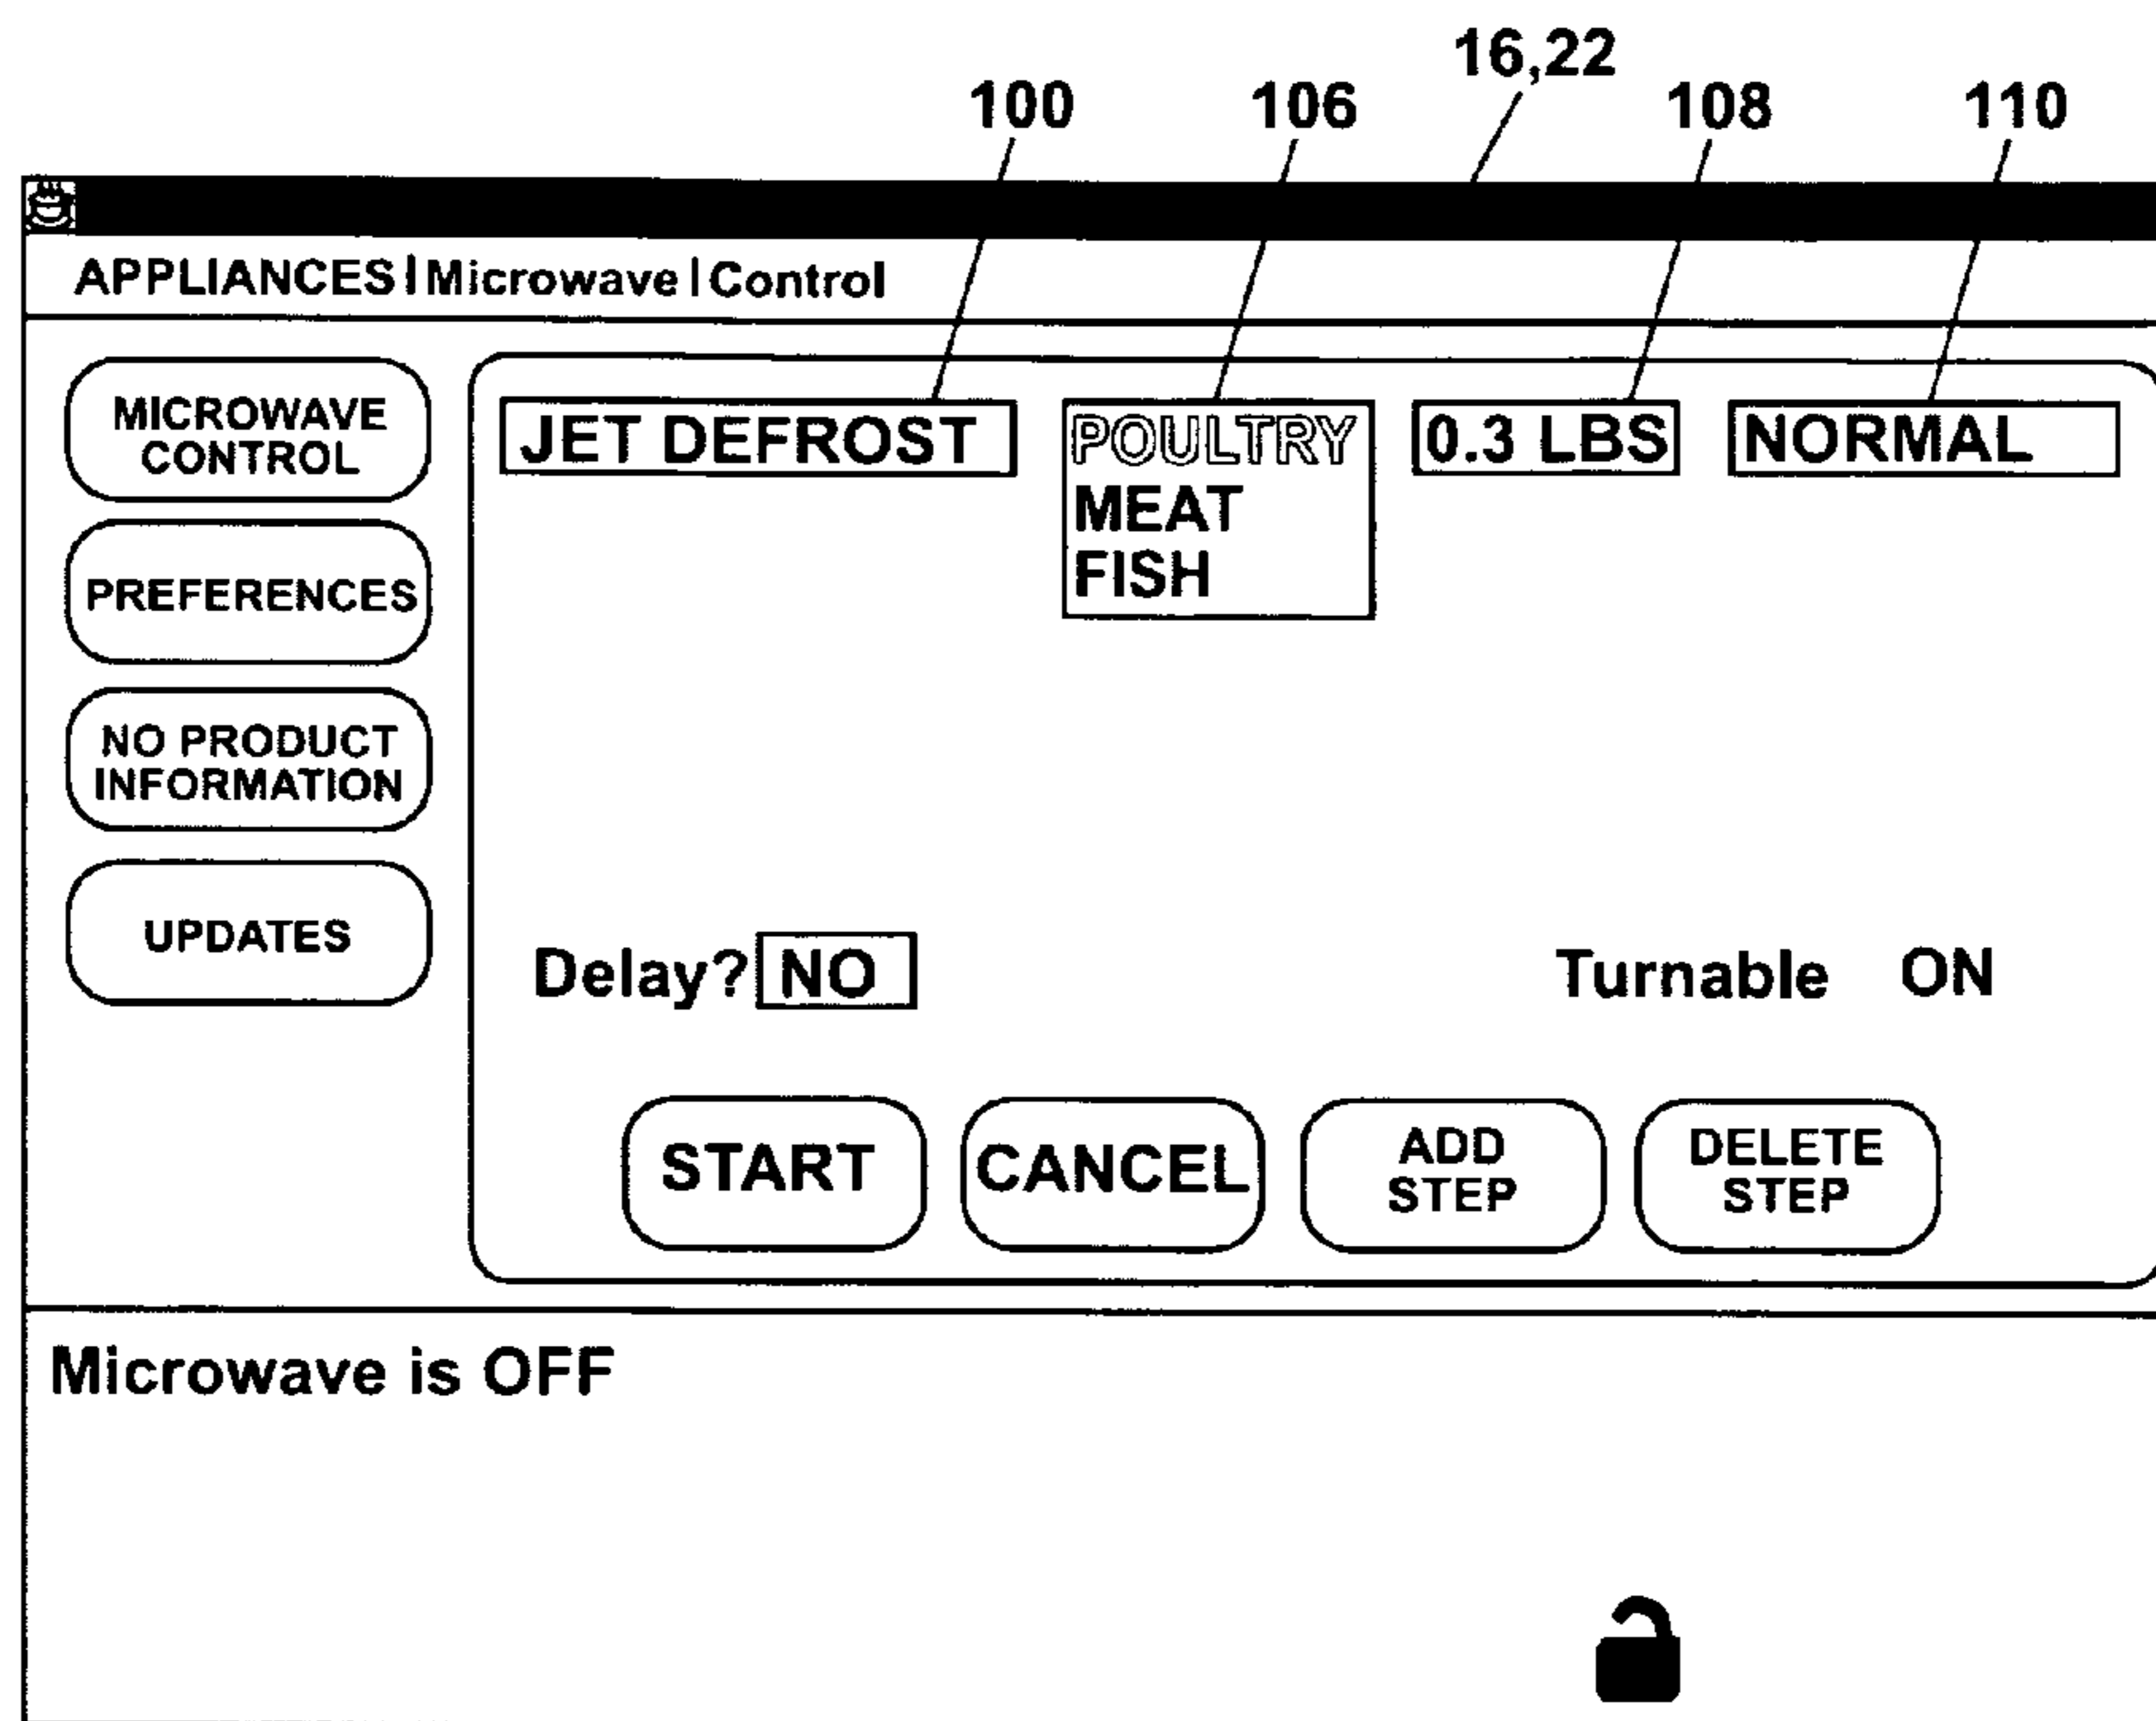 16,22
100 106 108 110
APPLIANCES|Microwave|Control
MICROWAVE
CONTROL
PREFERENCES
NO PRODUCT
INFORMATION
UPDATES
JET DEFROST POULTRY 0.3 LBS NORMAL
MEAT
FISH
Delay? NO Turnable ON
START CANCEL ADD STEP DELETE STEP
Microwave is OFF